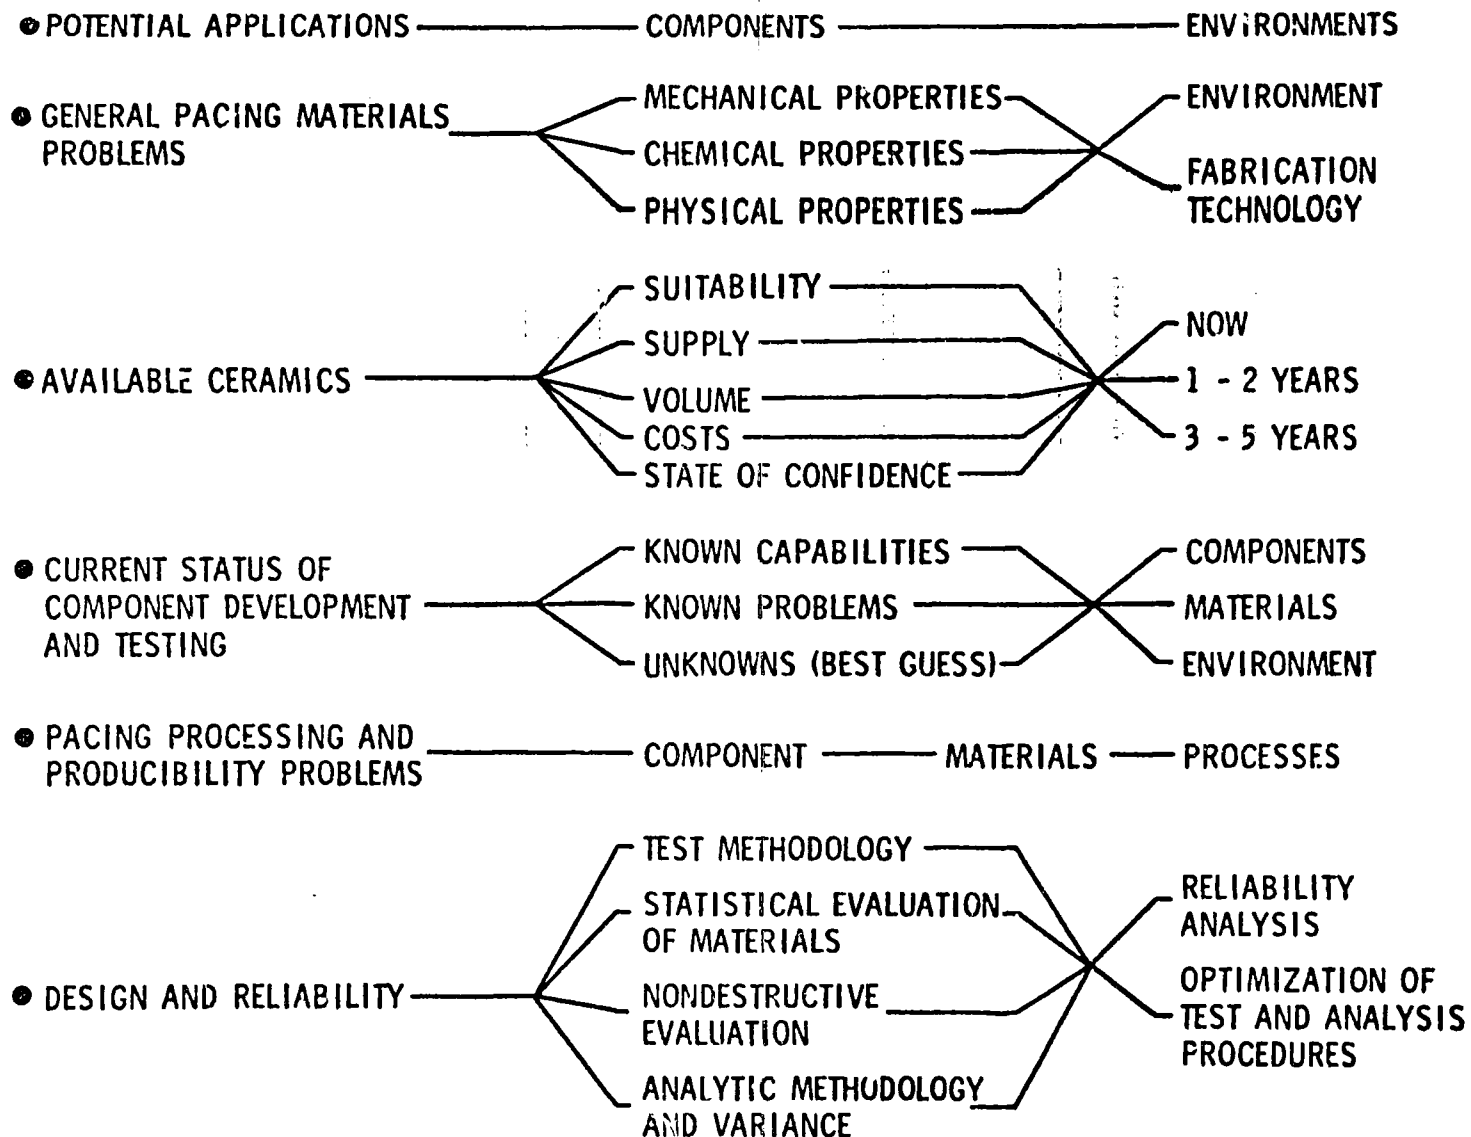 ● POTENTIAL APPLICATIONS COMPONENTS ENVIRONMENTS
● GENERAL PACING MATERIALS
PROBLEMS
MECHANICAL PROPERTIES
CHEMICAL PROPERTIES
PHYSICAL PROPERTIES
ENVIRONMENT
FABRICATION
TECHNOLOGY
● AVAILABLE CERAMICS
SUITABILITY
SUPPLY
VOLUME
COSTS
STATE OF CONFIDENCE
NOW
1 - 2 YEARS
3 - 5 YEARS
● CURRENT STATUS OF
COMPONENT DEVELOPMENT
AND TESTING
KNOWN CAPABILITIES
KNOWN PROBLEMS
UNKNOWNS (BEST GUESS)
COMPONENTS
MATERIALS
ENVIRONMENT
● PACING PROCESSING AND
PRODUCIBILITY PROBLEMS
COMPONENT MATERIALS PROCESSES
● DESIGN AND RELIABILITY
TEST METHODOLOGY
STATISTICAL EVALUATION
OF MATERIALS
NONDESTRUCTIVE
EVALUATION
ANALYTIC METHODOLOGY
AND VARIANCE
RELIABILITY
ANALYSIS
OPTIMIZATION OF
TEST AND ANALYSIS
PROCEDURES